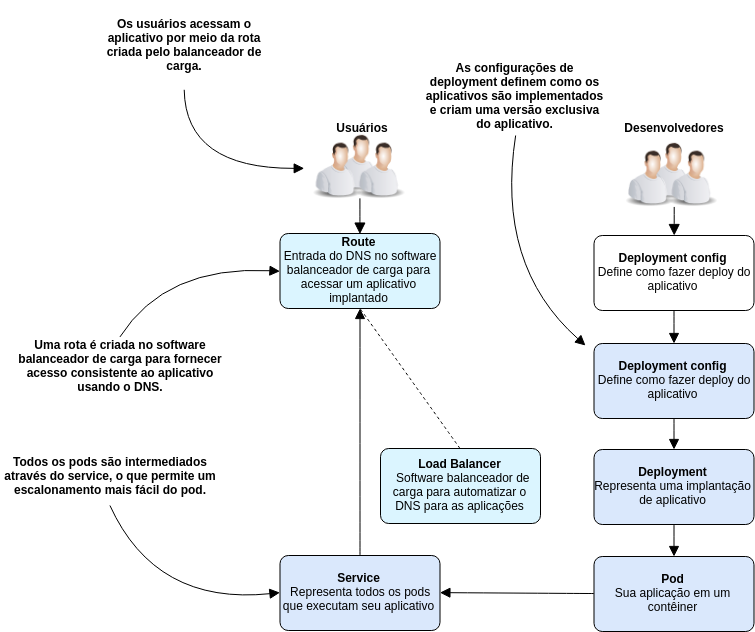 Os usuários acessam o
aplicativo por meio da rota
criada pelo balanceador de
carga.
As configurações de
deployment definem como os
aplicativos são implementados
e criam uma versão exclusiva
do aplicativo.
Usuários
Desenvolvedores
Route
Entrada do DNS no software
balanceador de carga para
acessar um aplicativo
implantado
Deployment config
Define como fazer deploy do
aplicativo
Uma rota é criada no software
balanceador de carga para fornecer
acesso consistente ao aplicativo
usando o DNS.
Deployment config
Define como fazer deploy do
aplicativo
Todos os pods são intermediados
através do service, o que permite um
escalonamento mais fácil do pod.
Load Balancer
Software balanceador de
carga para automatizar o
DNS para as aplicações
Deployment
Representa uma implantação
de aplicativo
Service
Representa todos os pods
que executam seu aplicativo
Pod
Sua aplicação em um
contêiner